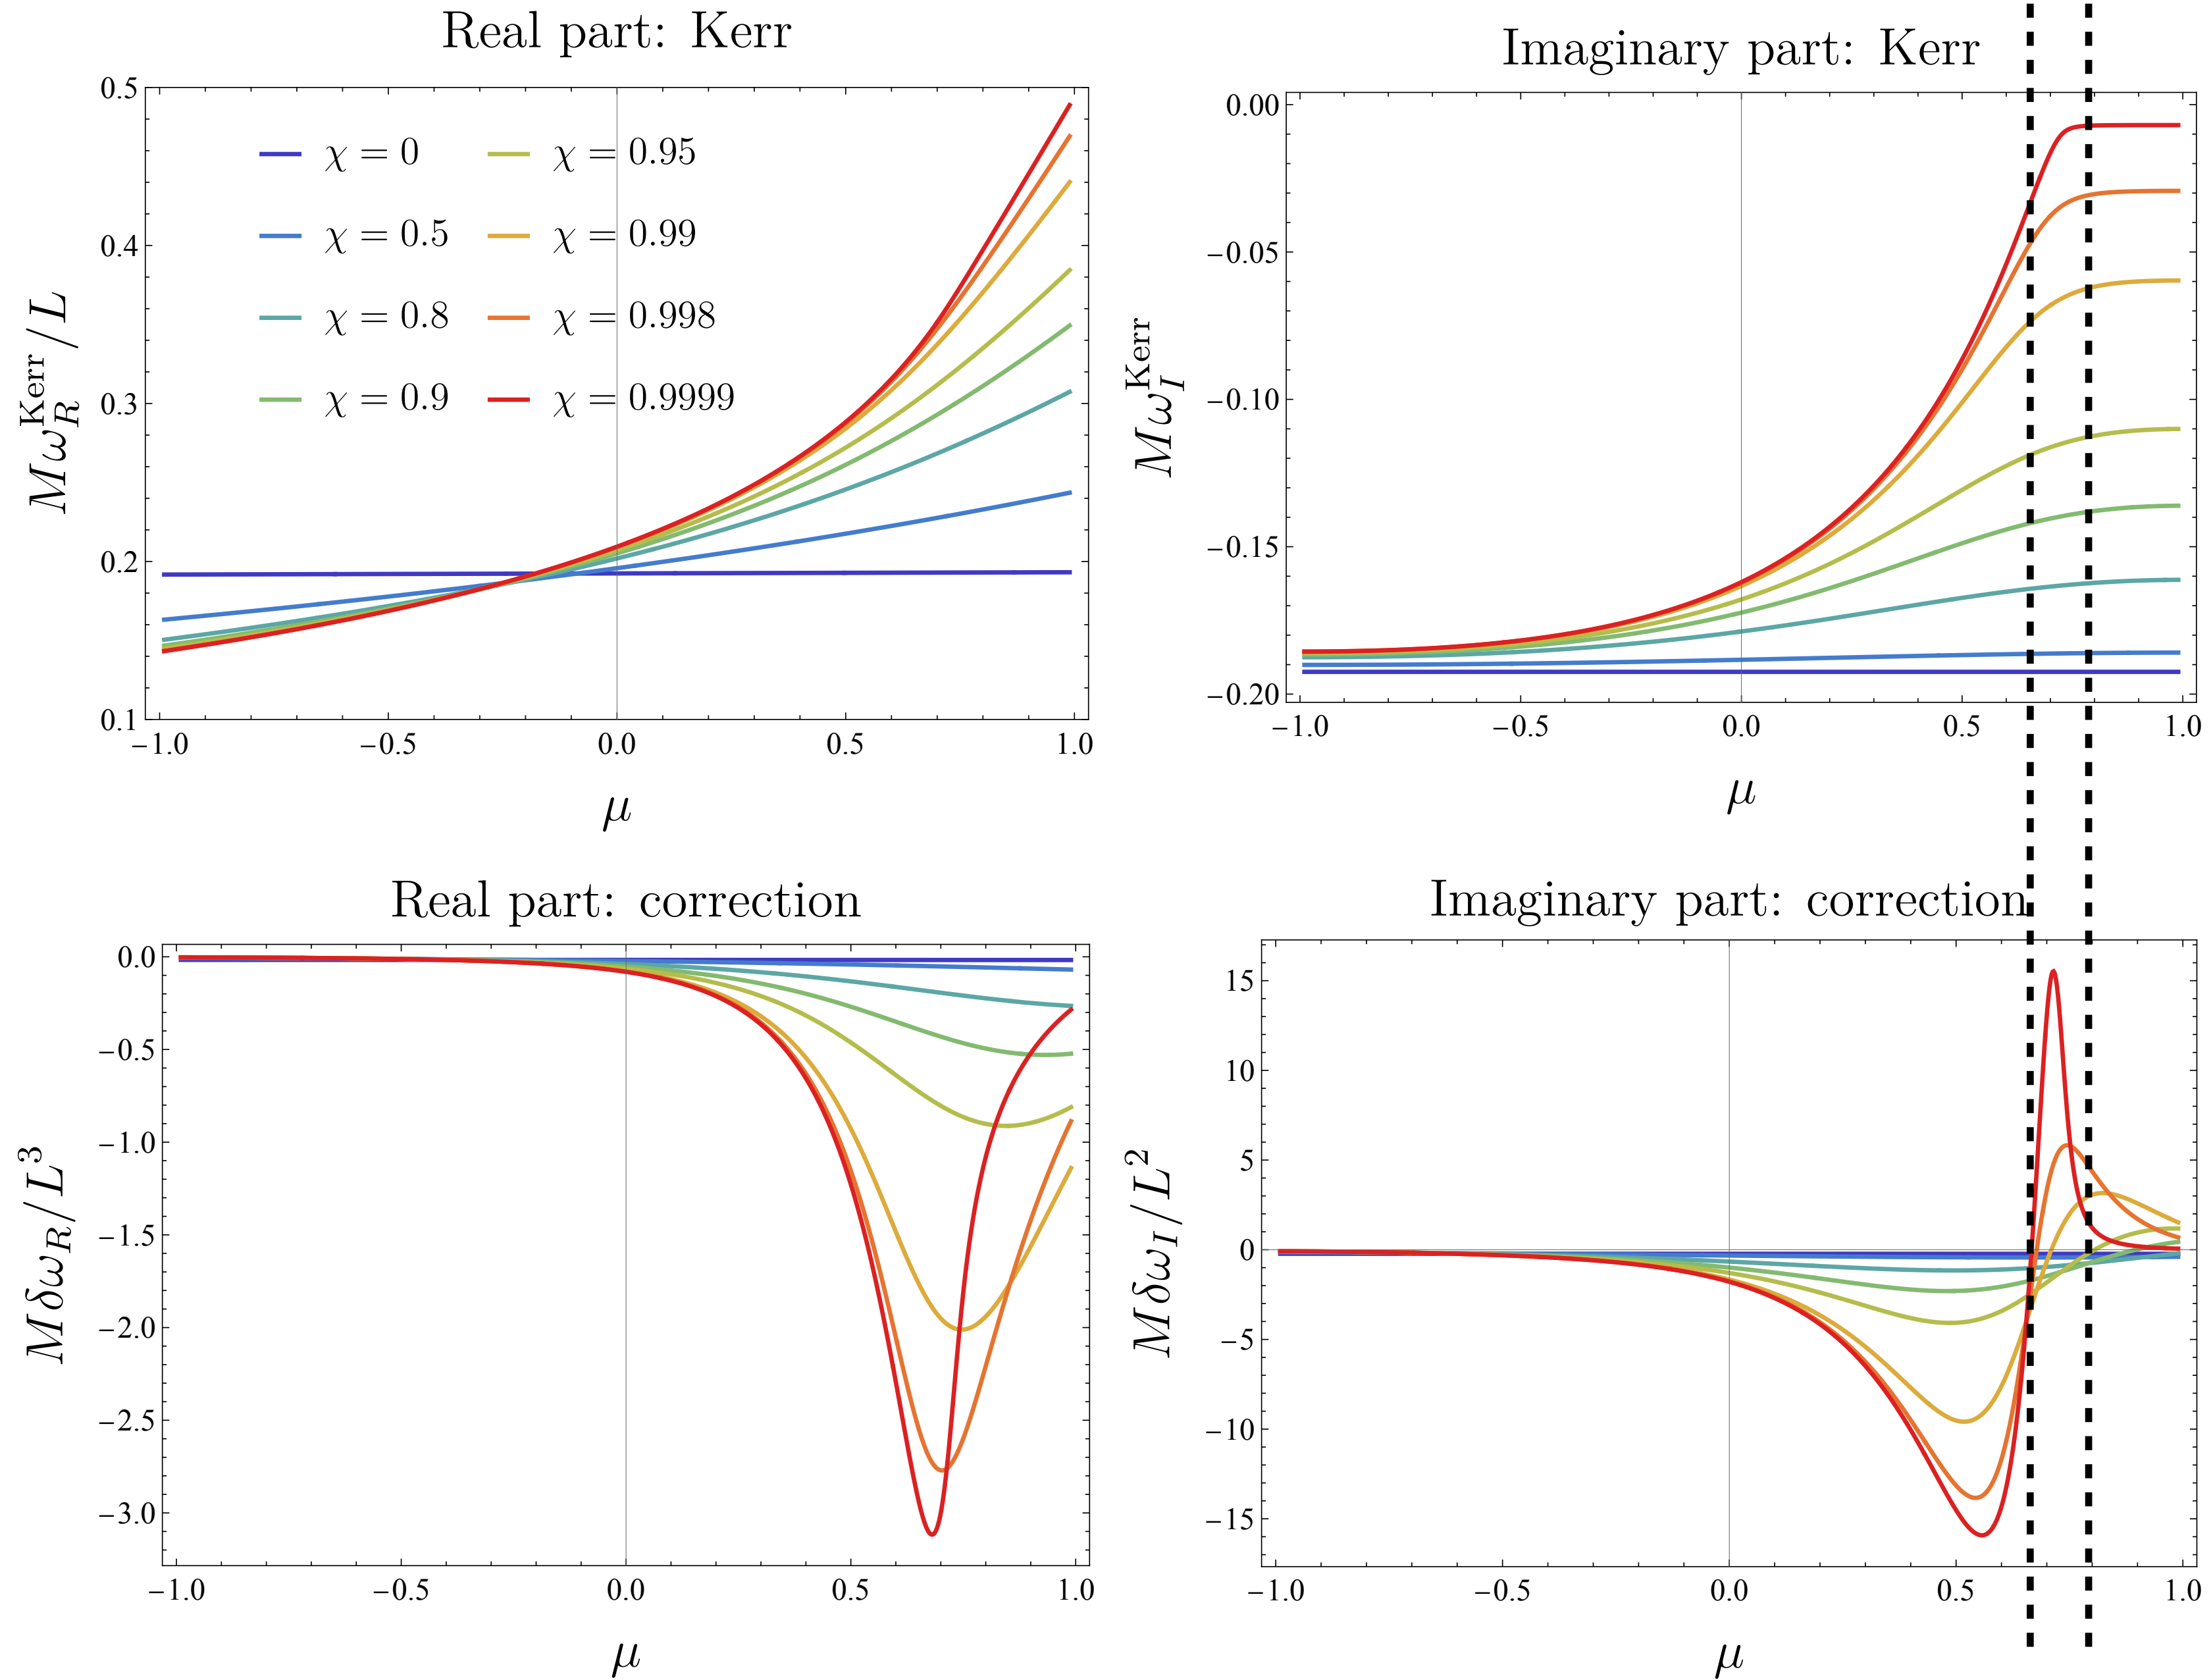 Real part: Kerr
0.5
0.4
0.3
0.2
0.1
MωR^Kerr/L
χ = 0
χ = 0.5
χ = 0.8
χ = 0.9
χ = 0.95
χ = 0.99
χ = 0.998
χ = 0.9999
−1.0 −0.5 0.0 0.5 1.0
μ
Imaginary part: Kerr
0.00
−0.05
−0.10
−0.15
−0.20
MωI^Kerr
−1.0 −0.5 0.0 0.5 1.0
μ
Real part: correction
0.0
−0.5
−1.0
−1.5
−2.0
−2.5
−3.0
MδωR/L³
−1.0 −0.5 0.0 0.5 1.0
μ
Imaginary part: correction
15
10
5
0
−5
−10
−15
MδωI/L²
−1.0 −0.5 0.0 0.5 1.0
μ